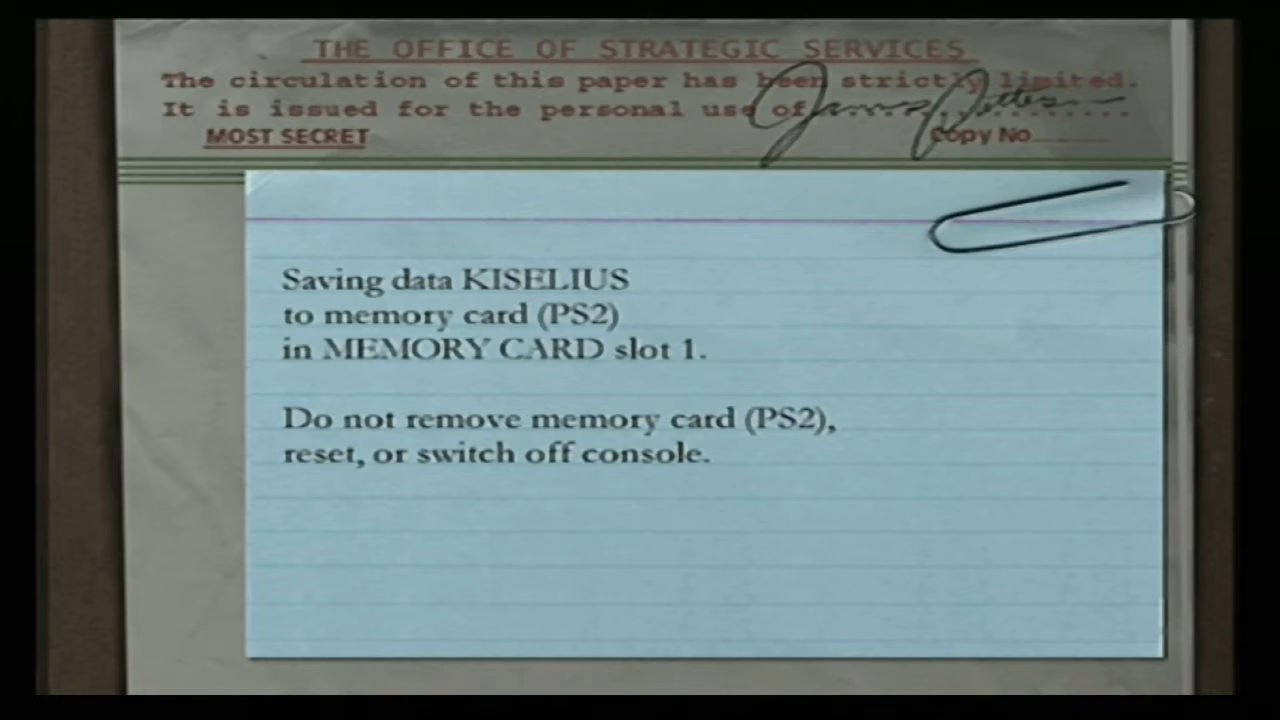 THE OFFICE OF STRATEGIC SERVICES
The circulation of this paper has been strictly limited.
It is issued for the personal use of James Patterson
MOST SECRET Copy No..........
Saving data KISELIUS
to memory card (PS2)
in MEMORY CARD slot 1.
Do not remove memory card (PS2),
reset, or switch off console.